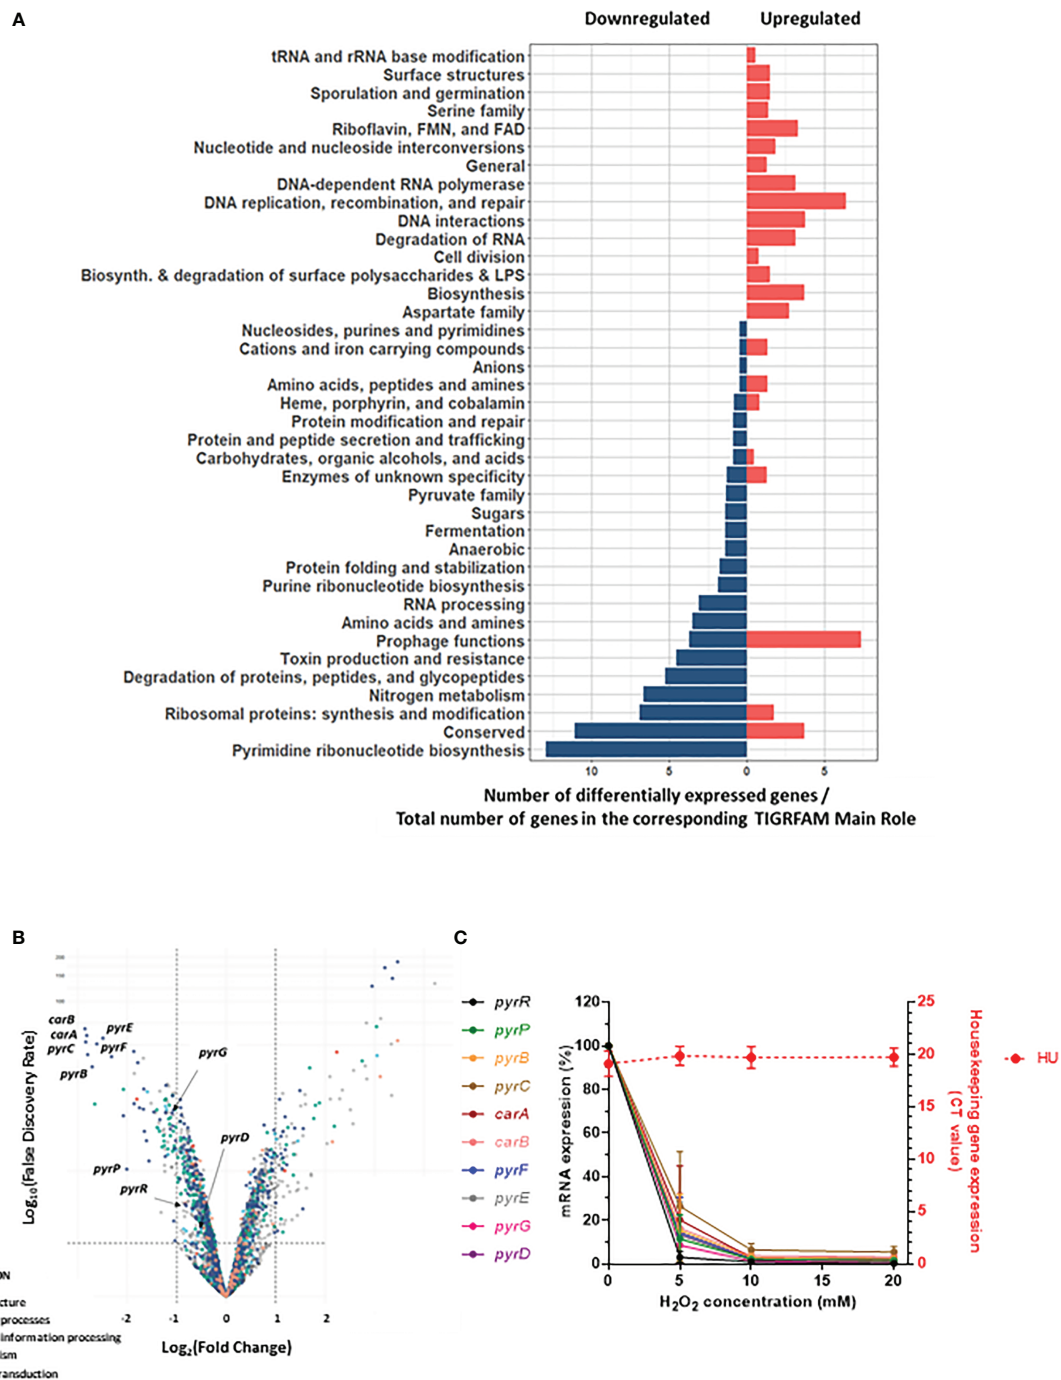 A
Downregulated
Upregulated
tRNA and rRNA base modification
Surface structures
Sporulation and germination
Serine family
Riboflavin, FMN, and FAD
Nucleotide and nucleoside interconversions
General
DNA-dependent RNA polymerase
DNA replication, recombination, and repair
DNA interactions
Degradation of RNA
Cell division
Biosynth. & degradation of surface polysaccharides & LPS
Biosynthesis
Aspartate family
Nucleosides, purines and pyrimidines
Cations and iron carrying compounds
Anions
Amino acids, peptides and amines
Heme, porphyrin, and cobalamin
Protein modification and repair
Protein and peptide secretion and trafficking
Carbohydrates, organic alcohols, and acids
Enzymes of unknown specificity
Pyruvate family
Sugars
Fermentation
Anaerobic
Protein folding and stabilization
Purine ribonucleotide biosynthesis
RNA processing
Amino acids and amines
Prophage functions
Toxin production and resistance
Degradation of proteins, peptides, and glycopeptides
Nitrogen metabolism
Ribosomal proteins: synthesis and modification
Conserved
Pyrimidine ribonucleotide biosynthesis
10 5 0 5
Number of differentially expressed genes /
Total number of genes in the corresponding TIGRFAM Main Role
B
Log10(False Discovery Rate)
200
150
100
carB
carA
pyrE
pyrC
pyrF
pyrB
pyrG
pyrD
pyrP
pyrR
-2 -1 0 1 2
Log2(Fold Change)
ON
cture
processes
information processing
ism
ransduction
C
pyrR
pyrP
pyrB
pyrC
carA
carB
pyrF
pyrE
pyrG
pyrD
mRNA expression (%)
120
100
80
60
40
20
0
0 5 10 15 20
H₂O₂ concentration (mM)
25
20
15
10
5
0
Housekeeping gene expression
(CT value)
HU